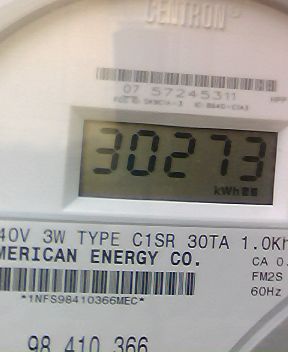 CENTRON®
07 57245311
30273
kWh
40V 3W TYPE C1SR 30TA 1.0Kh
MERICAN ENERGY CO.
CA 0.
FM2S
*1NFS98410366MEC*
60Hz
98 410 366